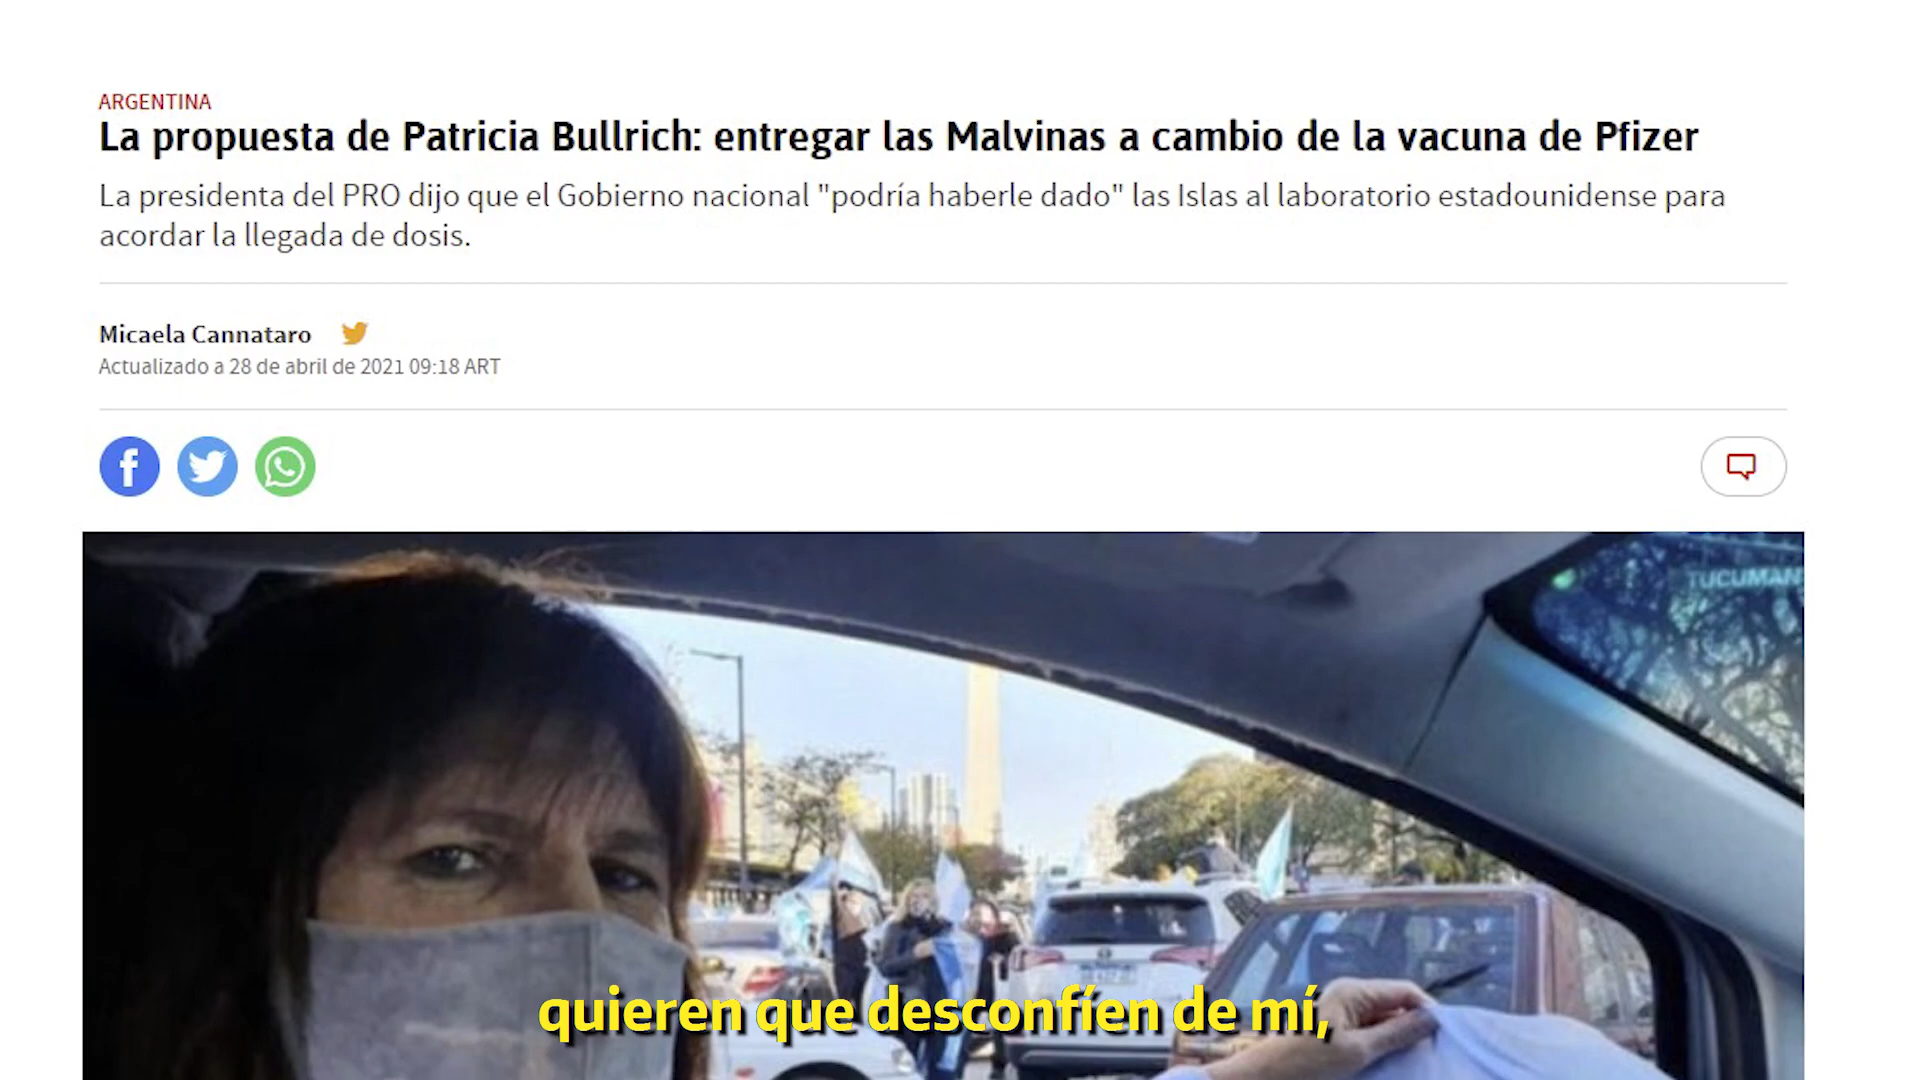 ARGENTINA
La propuesta de Patricia Bullrich: entregar las Malvinas a cambio de la vacuna de Pfizer
La presidenta del PRO dijo que el Gobierno nacional "podría haberle dado" las Islas al laboratorio estadounidense para
acordar la llegada de dosis.
Micaela Cannataro
Actualizado a 28 de abril de 2021 09:18 ART
TUCUMAN
quieren que desconfíen de mí,